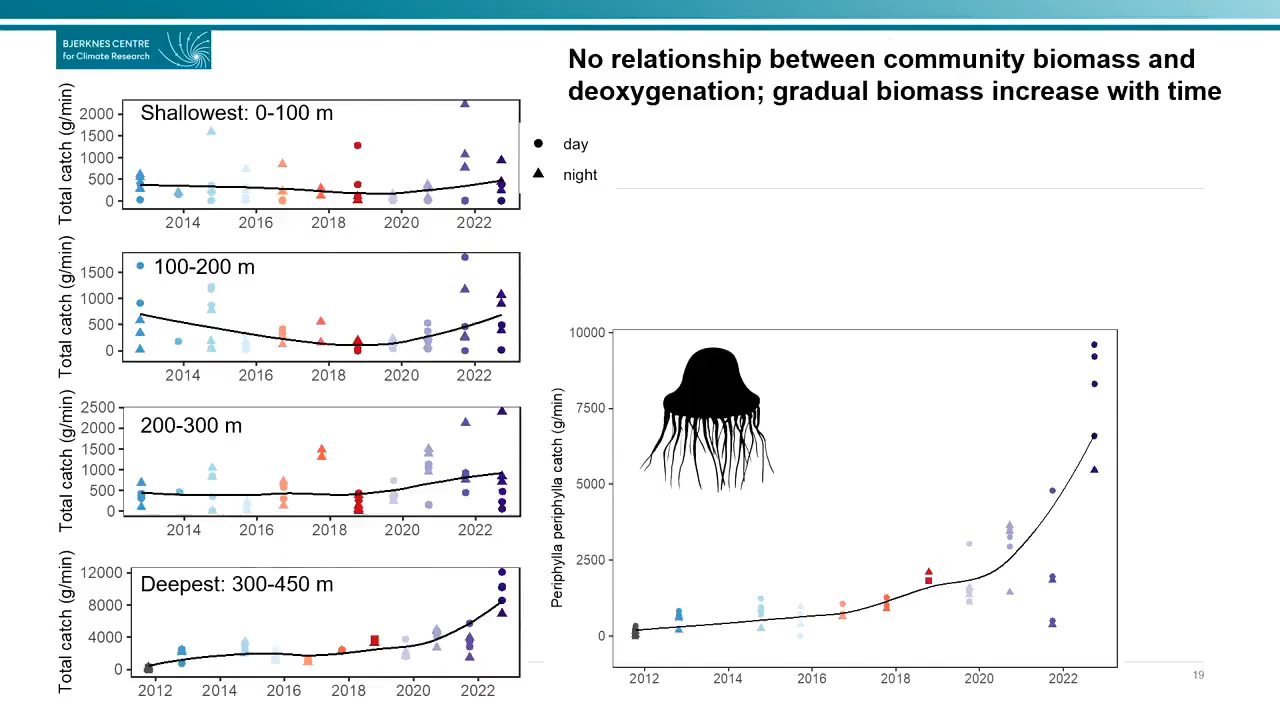 BJERKNES CENTRE
for Climate Research
No relationship between community biomass and
deoxygenation; gradual biomass increase with time
day
night
Total catch (g/min)
Shallowest: 0-100 m
2000
1500
1000
500
0
2014 2016 2018 2020 2022
Total catch (g/min)
100-200 m
1500
1000
500
0
2014 2016 2018 2020 2022
Total catch (g/min)
200-300 m
2500
2000
1500
1000
500
0
2014 2016 2018 2020 2022
Total catch (g/min)
Deepest: 300-450 m
12000
8000
4000
0
2012 2014 2016 2018 2020 2022
Periphylla periphylla catch (g/min)
10000
7500
5000
2500
0
2012 2014 2016 2018 2020 2022
19